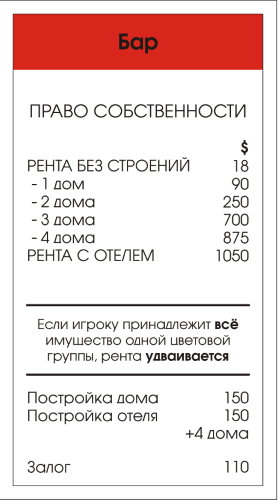 Бар
ПРАВО СОБСТВЕННОСТИ
$
РЕНТА БЕЗ СТРОЕНИЙ 18
- 1 дом 90
- 2 дома 250
- 3 дома 700
- 4 дома 875
РЕНТА С ОТЕЛЕМ 1050
Если игроку принадлежит всё
имущество одной цветовой
группы, рента удваивается
Постройка дома 150
Постройка отеля 150
+4 дома
Залог 110